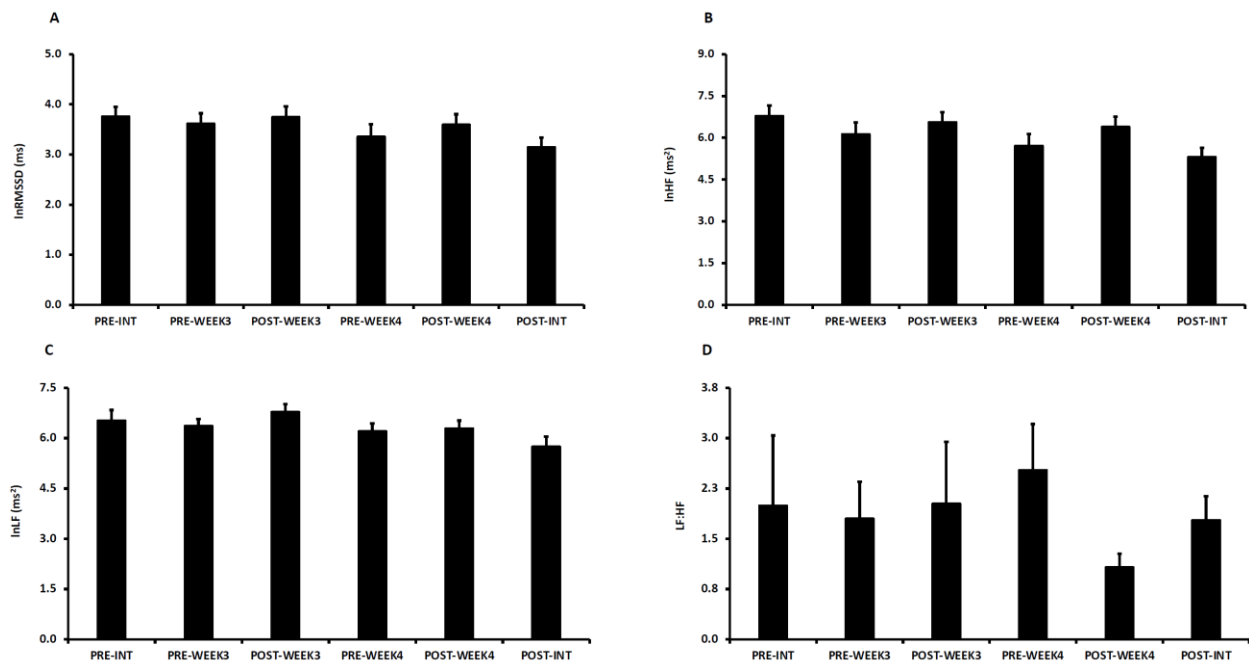 A
5.0
4.0
3.0
2.0
1.0
0.0
lnRMSSD (ms)
PRE-INT PRE-WEEK3 POST-WEEK3 PRE-WEEK4 POST-WEEK4 POST-INT
B
9.0
7.5
6.0
4.5
3.0
1.5
0.0
lnHF (ms²)
PRE-INT PRE-WEEK3 POST-WEEK3 PRE-WEEK4 POST-WEEK4 POST-INT
C
7.5
6.0
4.5
3.0
1.5
0.0
lnLF (ms²)
PRE-INT PRE-WEEK3 POST-WEEK3 PRE-WEEK4 POST-WEEK4 POST-INT
D
3.8
3.0
2.3
1.5
0.8
0.0
LF:HF
PRE-INT PRE-WEEK3 POST-WEEK3 PRE-WEEK4 POST-WEEK4 POST-INT